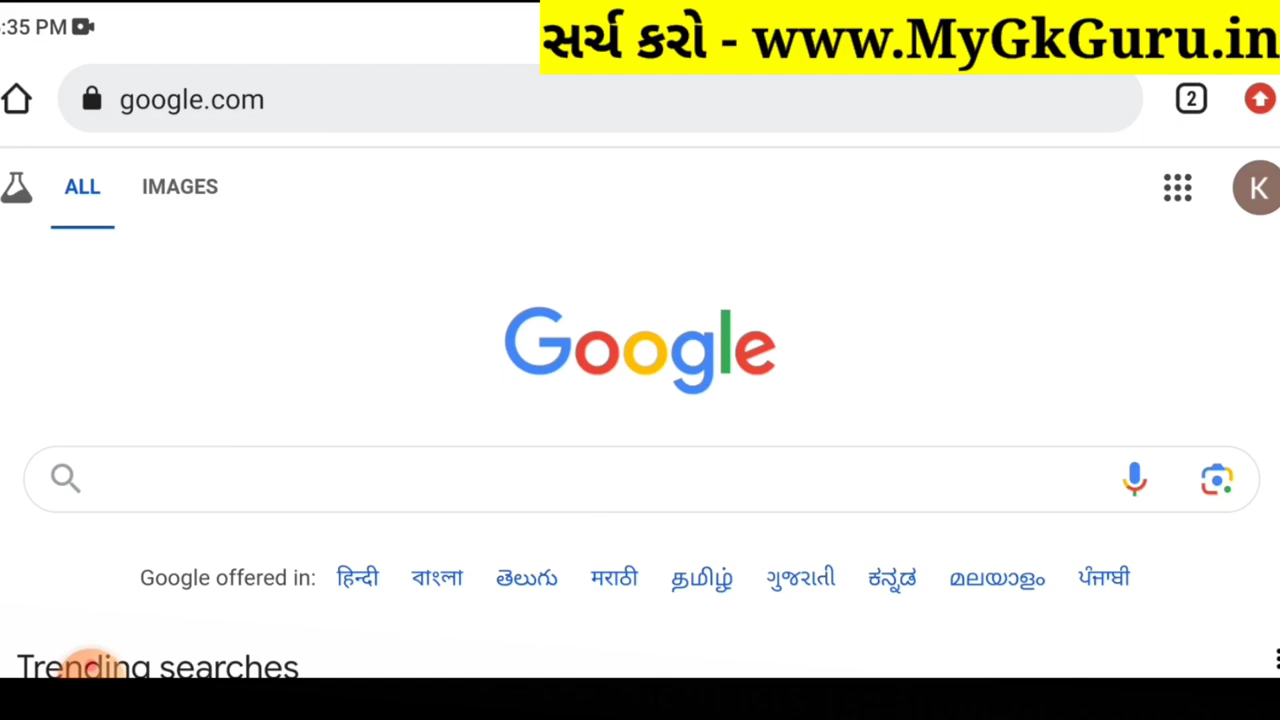 :35 PM
સર્ચ કરો - www.MyGkGuru.in
google.com
2
ALL IMAGES
K
Google
Google offered in: हिन्दी বাংলা తెలుగు मराठी தமிழ் ગુજરાતી ಕನ್ನಡ മലയാളം ਪੰਜਾਬੀ
Trending searches